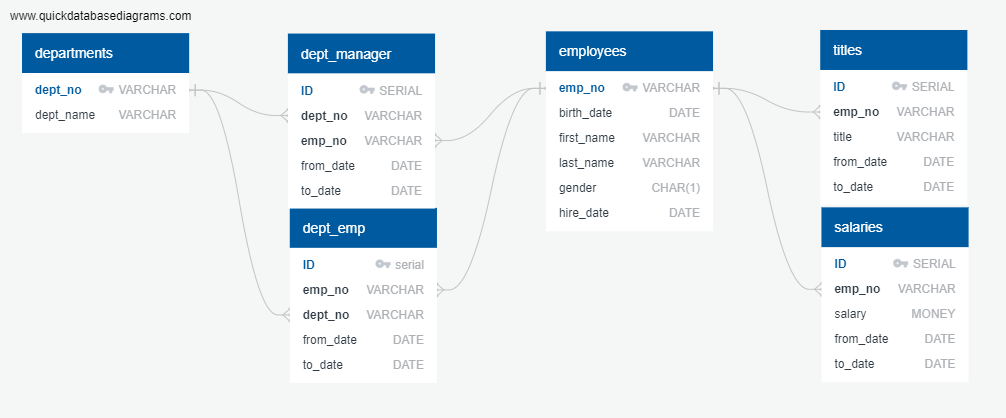 www.quickdatabasediagrams.com
departments
dept_no VARCHAR
dept_name VARCHAR
dept_manager
ID SERIAL
dept_no VARCHAR
emp_no VARCHAR
from_date DATE
to_date DATE
dept_emp
ID serial
emp_no VARCHAR
dept_no VARCHAR
from_date DATE
to_date DATE
employees
emp_no VARCHAR
birth_date DATE
first_name VARCHAR
last_name VARCHAR
gender CHAR(1)
hire_date DATE
titles
ID SERIAL
emp_no VARCHAR
title VARCHAR
from_date DATE
to_date DATE
salaries
ID SERIAL
emp_no VARCHAR
salary MONEY
from_date DATE
to_date DATE